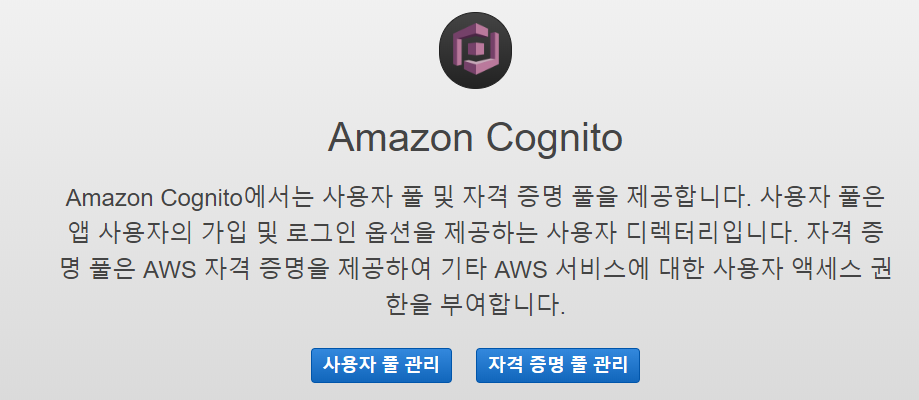 Amazon Cognito
Amazon Cognito에서는 사용자 풀 및 자격 증명 풀을 제공합니다. 사용자 풀은
앱 사용자의 가입 및 로그인 옵션을 제공하는 사용자 디렉터리입니다. 자격 증
명 풀은 AWS 자격 증명을 제공하여 기타 AWS 서비스에 대한 사용자 액세스 권
한을 부여합니다.
사용자 풀 관리 자격 증명 풀 관리